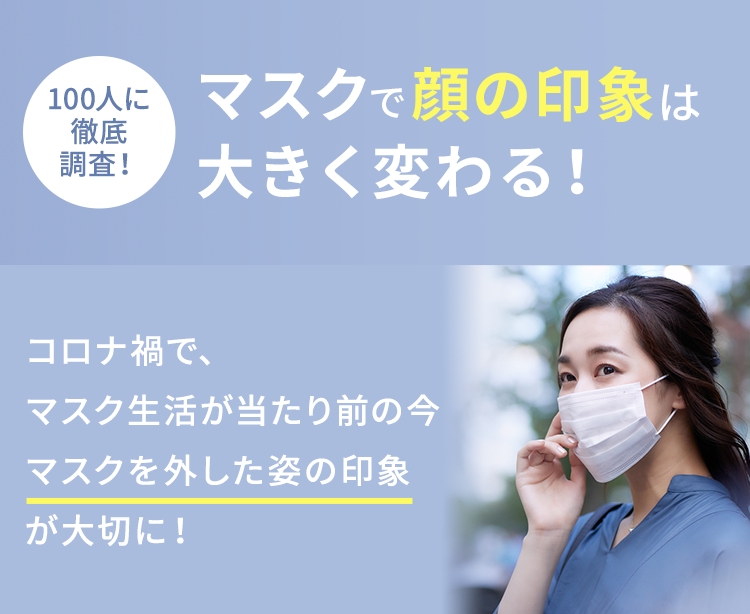 100人に
徹底
調査！
マスクで顔の印象は
大きく変わる！
コロナ禍で、
マスク生活が当たり前の今
マスクを外した姿の印象
が大切に！